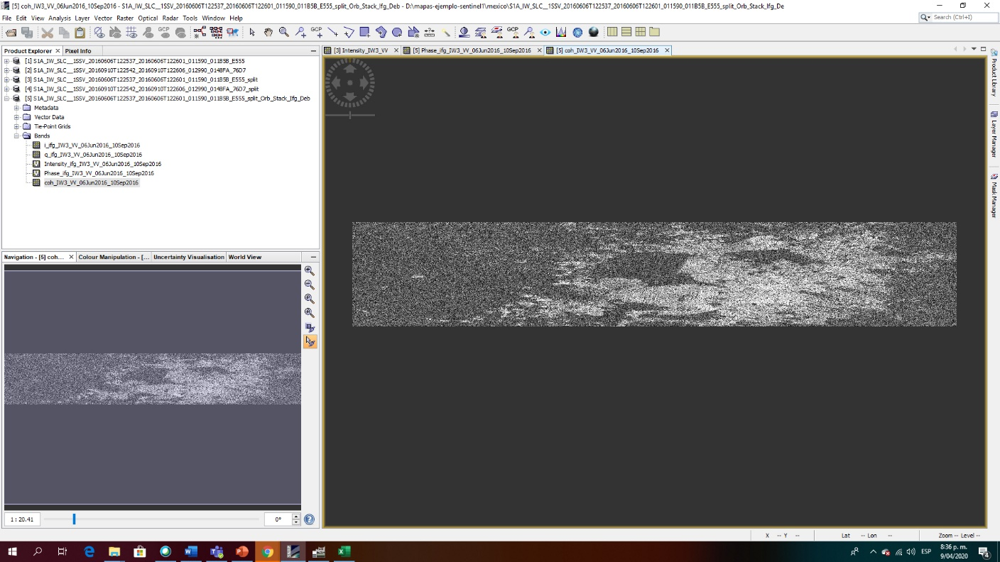 [5] coh_IW3_VV_06Jun2016_10Sep2016 - S1A_IW_SLC__1SSV_20160606T122537_20160606T122601_011590_011B5B_E555_split_Orb_Stack_Ifg_Deb - D:\mapas-ejemplo-sentinel1\mexico\S1A_IW_SLC__1SSV_20160606T122537_20160606T122601_011590_011B5B_E555_split_Orb_Stack_Ifg_De
File Edit View Analysis Layer Vector Raster Optical Radar Tools Window Help
Search (Ctrl+I)
GCP GCP GCP
Product Explorer Pixel Info
[3] Intensity_IW3_VV [5] Phase_ifg_IW3_VV_06Jun2016_10Sep2016 [5] coh_IW3_VV_06Jun2016_10Sep2016
[1] S1A_IW_SLC__1SSV_20160606T122537_20160606T122601_011590_011B5B_E555
[2] S1A_IW_SLC__1SSV_20160910T122542_20160910T122606_012990_0148FA_76D7
[3] S1A_IW_SLC__1SSV_20160606T122537_20160606T122601_011590_011B5B_E555_split
[4] S1A_IW_SLC__1SSV_20160910T122542_20160910T122606_012990_0148FA_76D7_split
[5] S1A_IW_SLC__1SSV_20160606T122537_20160606T122601_011590_011B5B_E555_split_Orb_Stack_Ifg_Deb
Metadata
Vector Data
Tie-Point Grids
Bands
i_ifg_IW3_VV_06Jun2016_10Sep2016
q_ifg_IW3_VV_06Jun2016_10Sep2016
Intensity_ifg_IW3_VV_06Jun2016_10Sep2016
Phase_ifg_IW3_VV_06Jun2016_10Sep2016
coh_IW3_VV_06Jun2016_10Sep2016
Product Library
Layer Manager
Mask Manager
Navigation - [5] coh... Colour Manipulation - [... Uncertainty Visualisation World View
1 : 20.41
0°
X -- Y -- Lat -- Lon -- Zoom -- Level --
ESP
8:36 p. m.
9/04/2020
4